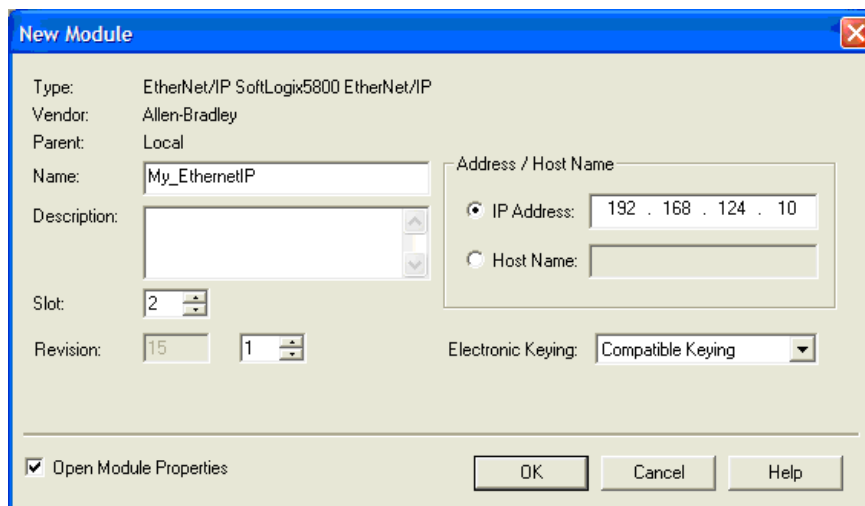 New Module
Type: EtherNet/IP SoftLogix5800 EtherNet/IP
Vendor: Allen-Bradley
Parent: Local
Name: My_EthernetIP
Address / Host Name
Description:
IP Address: 192 . 168 . 124 . 10
Host Name:
Slot: 2
Revision: 15 1
Electronic Keying: Compatible Keying
Open Module Properties
OK Cancel Help